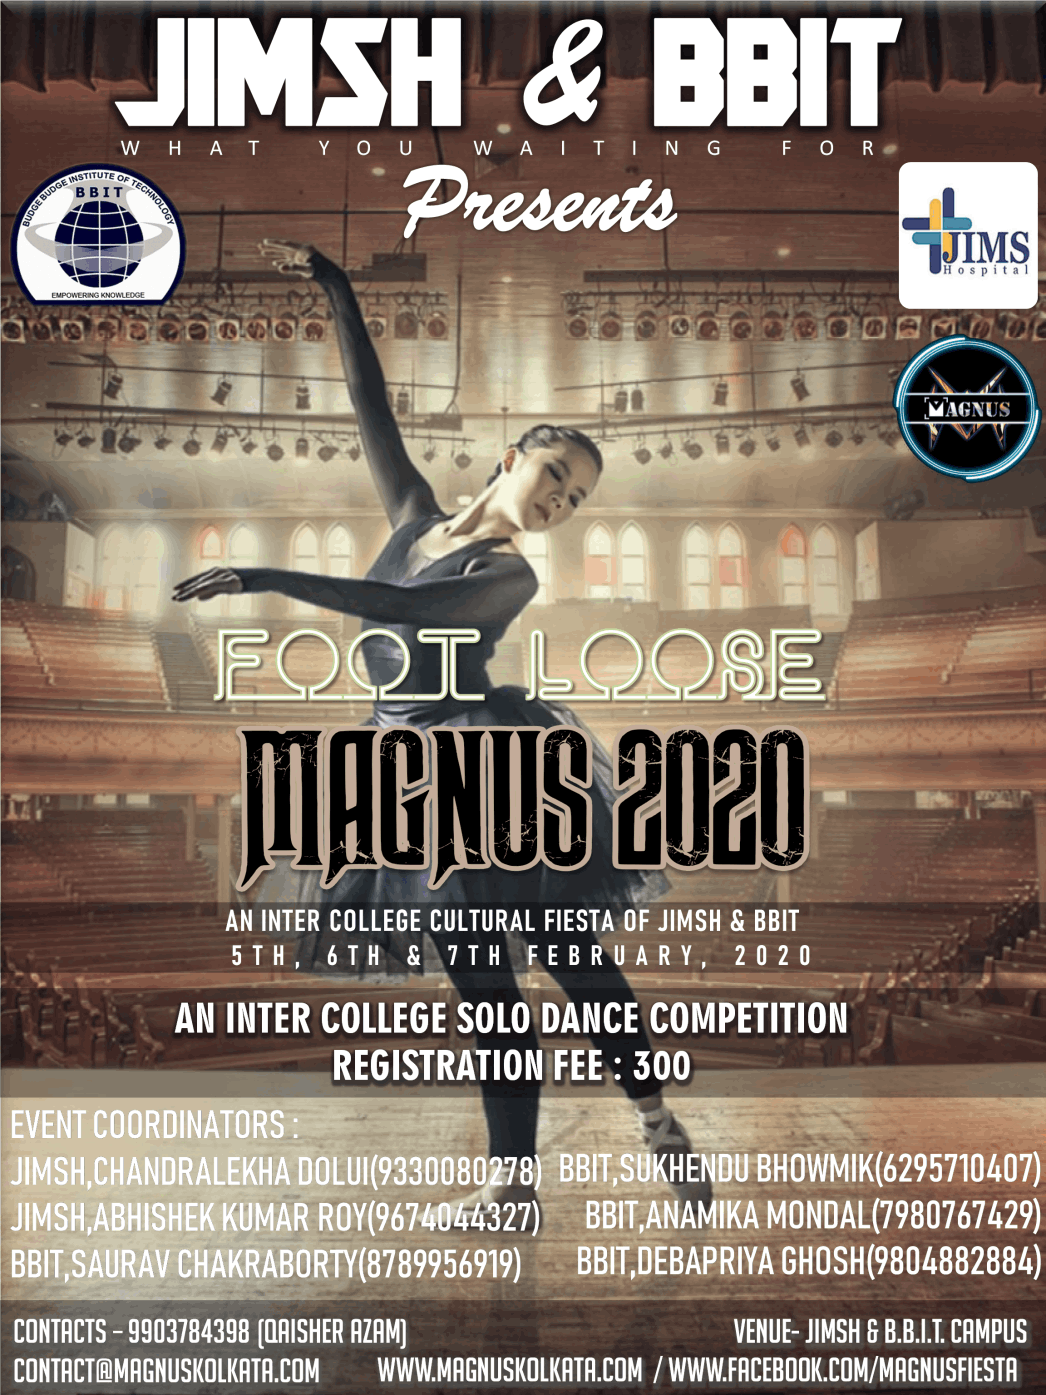 JIMSH & BBIT
WHAT YOU WAITING FOR
Presents
BUDGE BUDGE INSTITUTE OF TECHNOLOGY
BBIT
EMPOWERING KNOWLEDGE
JIMS
Hospital
MAGNUS
FOOT LOOSE
MAGNUS 2020
AN INTER COLLEGE CULTURAL FIESTA OF JIMSH & BBIT
5TH, 6TH & 7TH FEBRUARY, 2020
AN INTER COLLEGE SOLO DANCE COMPETITION
REGISTRATION FEE : 300
EVENT COORDINATORS :
JIMSH,CHANDRALEKHA DOLUI(9330080278) BBIT,SUKHENDU BHOWMIK(6295710407)
JIMSH,ABHISHEK KUMAR ROY(9674044327) BBIT,ANAMIKA MONDAL(7980767429)
BBIT,SAURAV CHAKRABORTY(8789956919) BBIT,DEBAPRIYA GHOSH(9804882884)
CONTACTS - 9903784398 (QAISHER AZAM) VENUE- JIMSH & B.B.I.T. CAMPUS
CONTACT@MAGNUSKOLKATA.COM WWW.MAGNUSKOLKATA.COM / WWW.FACEBOOK.COM/MAGNUSFIESTA